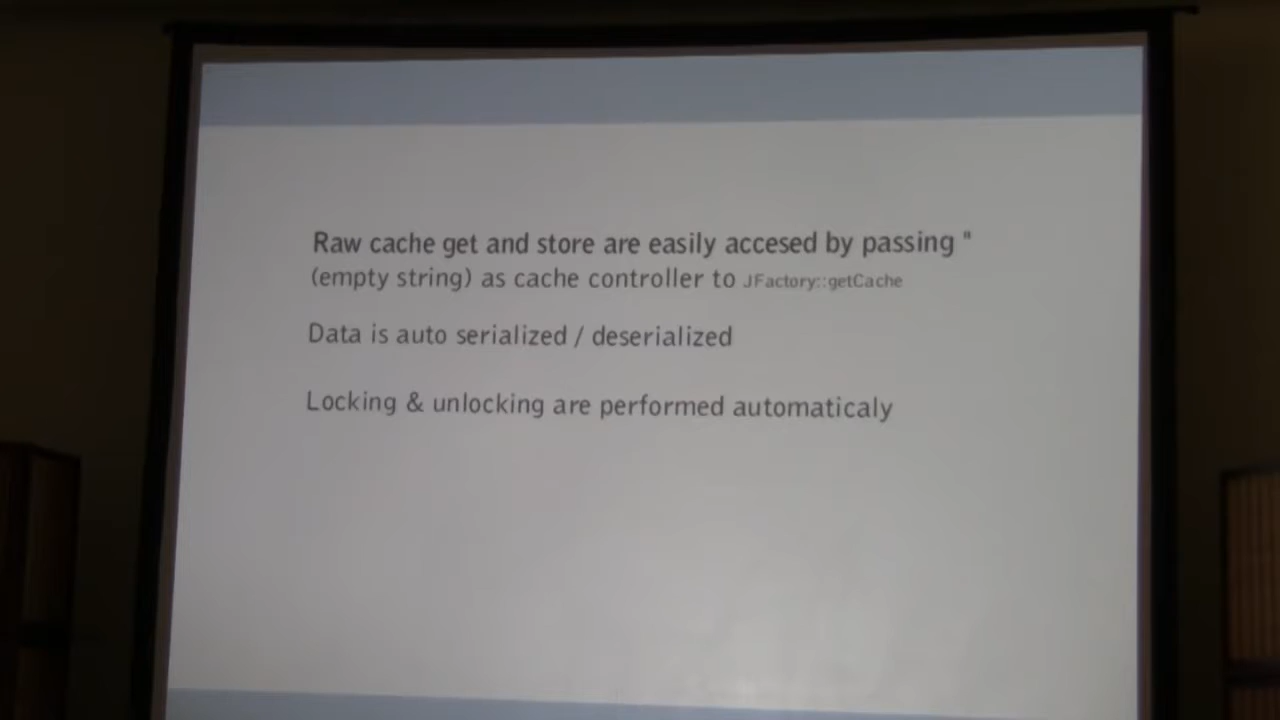 Raw cache get and store are easily accesed by passing ''
(empty string) as cache controller to JFactory::getCache
Data is auto serialized / deserialized
Locking & unlocking are performed automaticaly